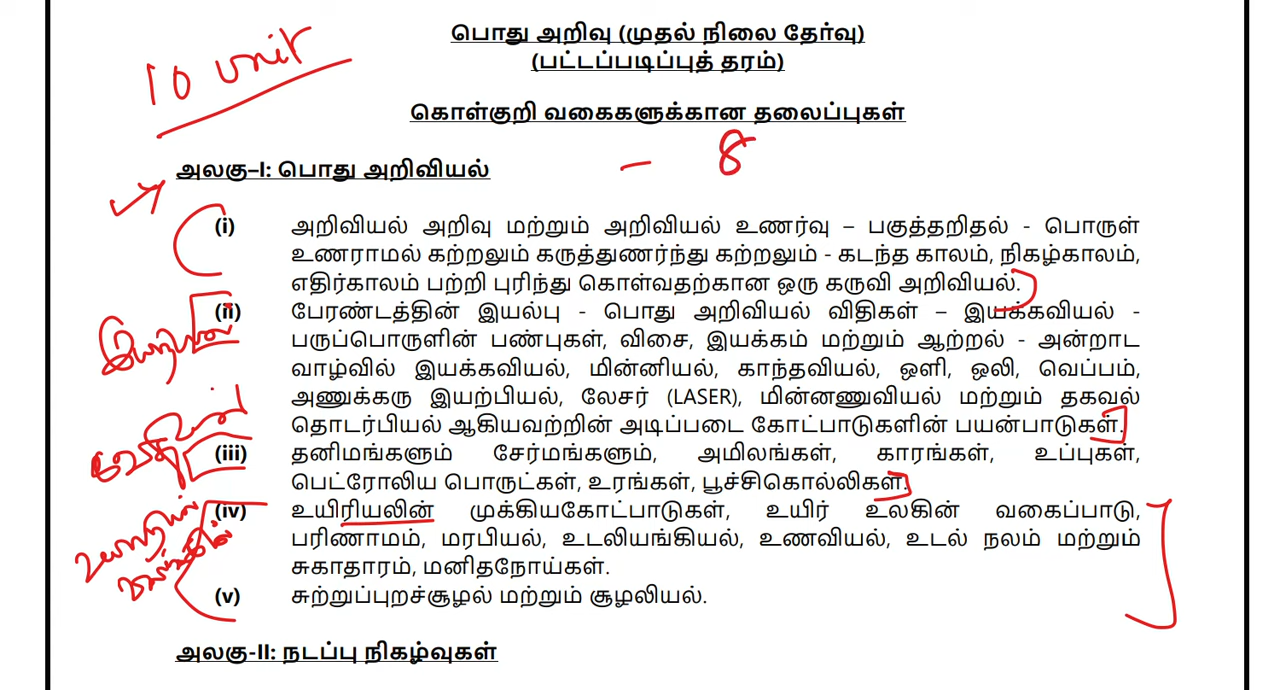 பொது அறிவு (முதல் நிலை தேர்வு)
(பட்டப்படிப்புத் தரம்)
10 unit
கொள்குறி வகைகளுக்கான தலைப்புகள்
அலகு–I: பொது அறிவியல் – 8
(i) அறிவியல் அறிவு மற்றும் அறிவியல் உணர்வு – பகுத்தறிதல் - பொருள்
உணராமல் கற்றலும் கருத்துணர்ந்து கற்றலும் - கடந்த காலம், நிகழ்காலம்,
எதிர்காலம் பற்றி புரிந்து கொள்வதற்கான ஒரு கருவி அறிவியல்.
(ii) பேரண்டத்தின் இயல்பு - பொது அறிவியல் விதிகள் – இயக்கவியல் -
பருப்பொருளின் பண்புகள், விசை, இயக்கம் மற்றும் ஆற்றல் - அன்றாட
இயற்பியல்
வாழ்வில் இயக்கவியல், மின்னியல், காந்தவியல், ஒளி, ஒலி, வெப்பம்,
அணுக்கரு இயற்பியல், லேசர் (LASER), மின்னணுவியல் மற்றும் தகவல்
தொடர்பியல் ஆகியவற்றின் அடிப்படை கோட்பாடுகளின் பயன்பாடுகள்.
வேதியியல்
(iii) தனிமங்களும் சேர்மங்களும், அமிலங்கள், காரங்கள், உப்புகள்,
பெட்ரோலிய பொருட்கள், உரங்கள், பூச்சிகொல்லிகள்.
(iv) உயிரியலின் முக்கியகோட்பாடுகள், உயிர் உலகின் வகைப்பாடு,
பரிணாமம், மரபியல், உடலியங்கியல், உணவியல், உடல் நலம் மற்றும்
சுகாதாரம், மனிதநோய்கள்.
(v) சுற்றுப்புறச்சூழல் மற்றும் சூழலியல்.
அலகு-II: நடப்பு நிகழ்வுகள்